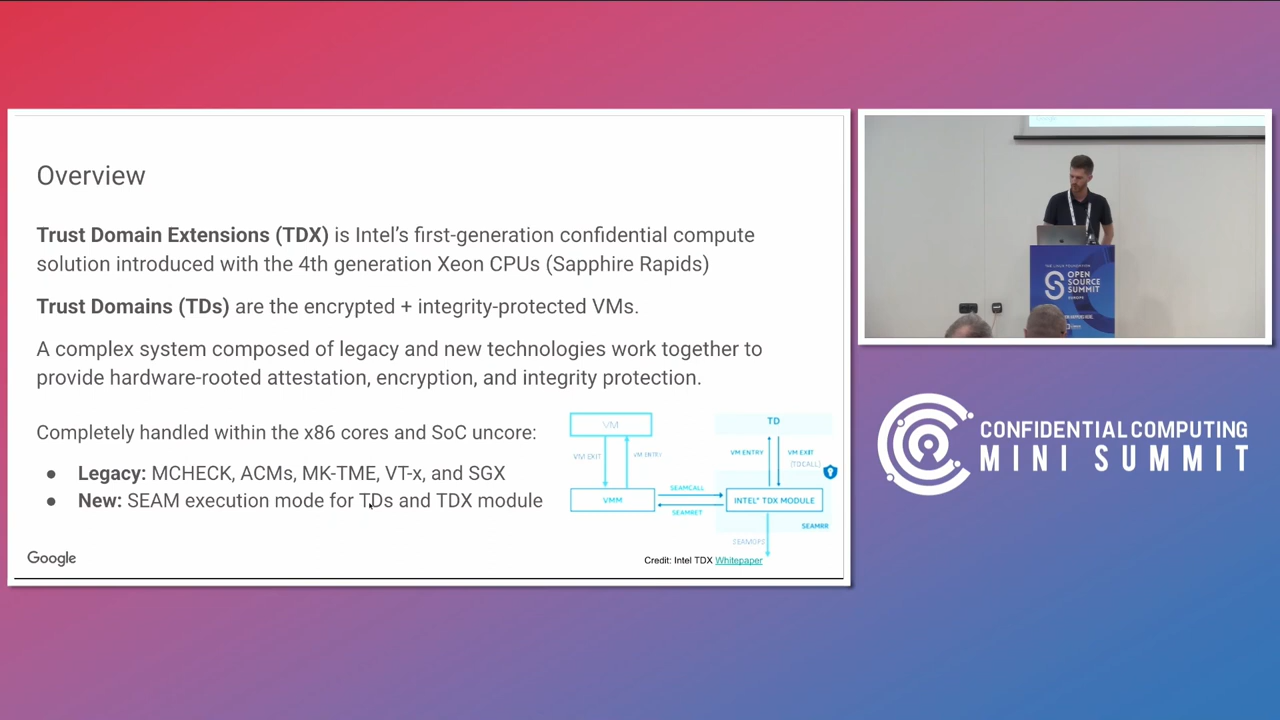 Overview
Trust Domain Extensions (TDX) is Intel's first-generation confidential compute
solution introduced with the 4th generation Xeon CPUs (Sapphire Rapids)
Trust Domains (TDs) are the encrypted + integrity-protected VMs.
A complex system composed of legacy and new technologies work together to
provide hardware-rooted attestation, encryption, and integrity protection.
Completely handled within the x86 cores and SoC uncore:
● Legacy: MCHECK, ACMs, MK-TME, VT-x, and SGX
● New: SEAM execution mode for TDs and TDX module
VM
VM EXIT
VM ENTRY
VMM
SEAMCALL
SEAMRET
TD
VM ENTRY
VM EXIT
(TDCALL)
INTEL® TDX MODULE
SEAMRR
SEAMOPS
Credit: Intel TDX Whitepaper
Google
THE LINUX FOUNDATION
OPEN
SOURCE
SUMMIT
EUROPE
CONFIDENTIAL COMPUTING
MINI SUMMIT